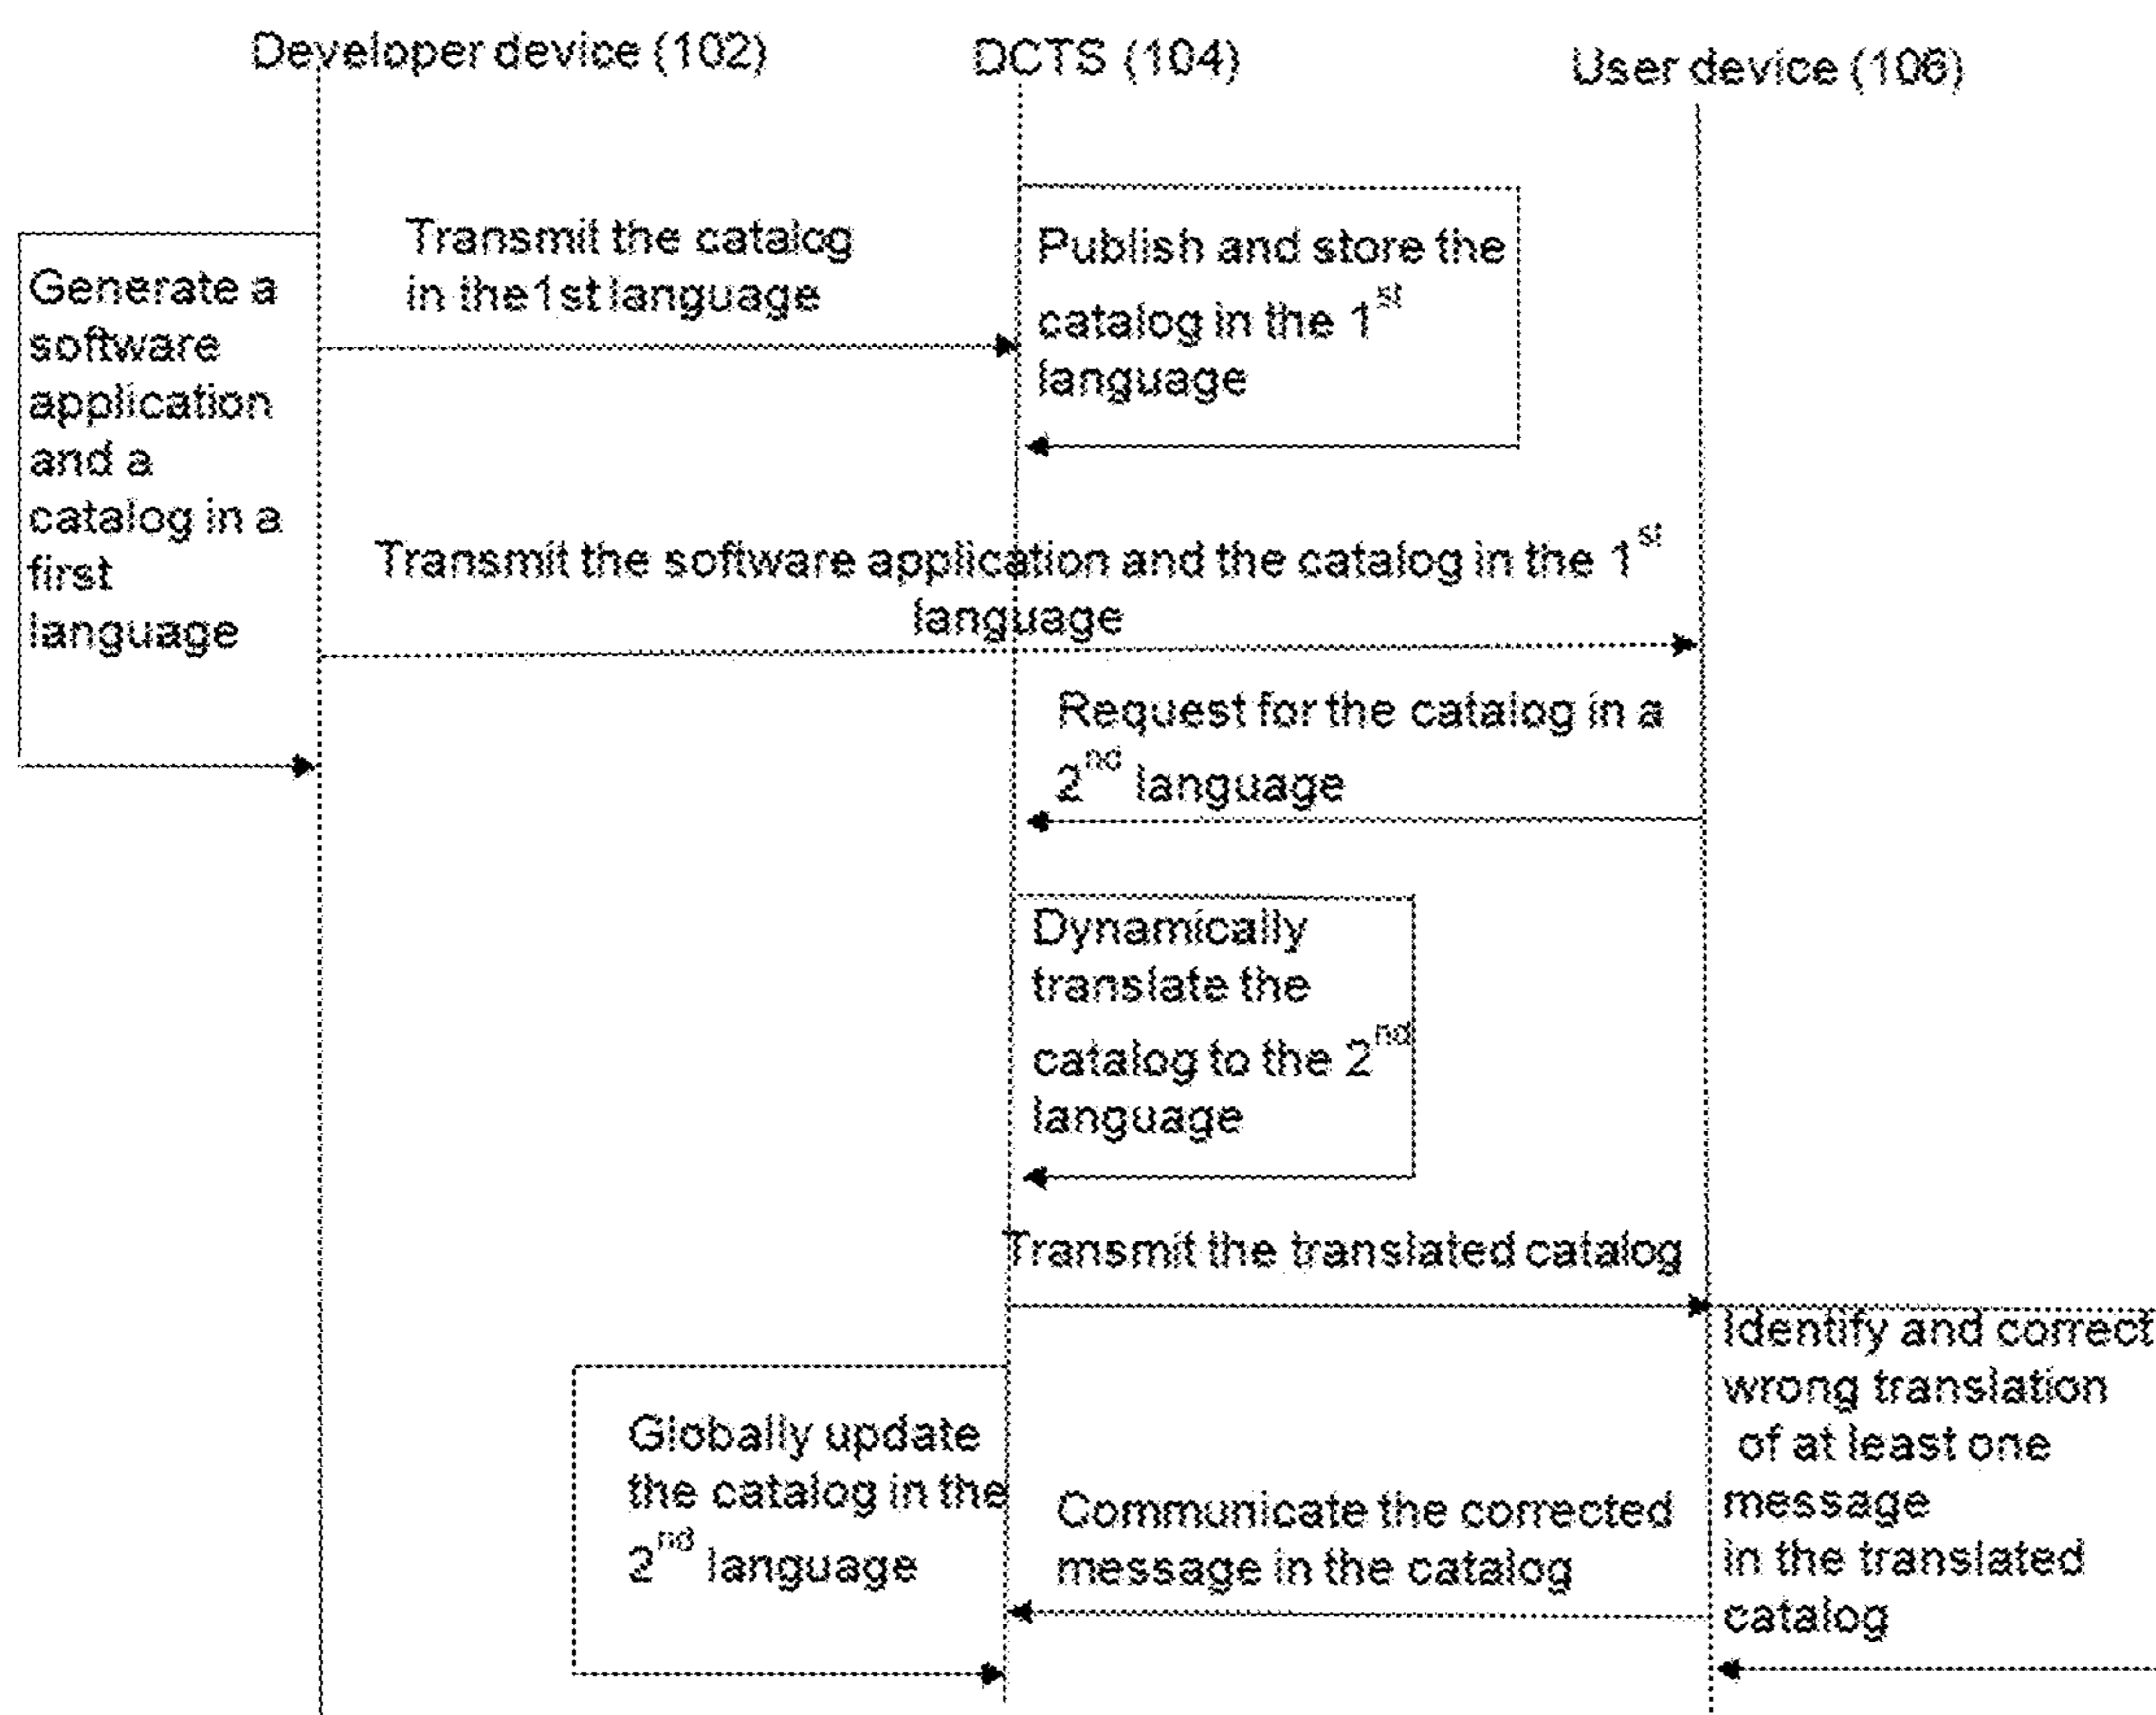 Developer device (102)
DCTS (104)
User device (106)
Generate a
software
application
and a
catalog in a
first
language
Transmit the catalog
in the1st language
Publish and store the
catalog in the 1st
language
Transmit the software application and the catalog in the 1st
language
Request for the catalog in a
2nd language
Dynamically
translate the
catalog to the 2nd
language
Transmit the translated catalog
Identify and correct
wrong translation
of at least one
message
in the translated
catalog
Globally update
the catalog in the
2nd language
Communicate the corrected
message in the catalog